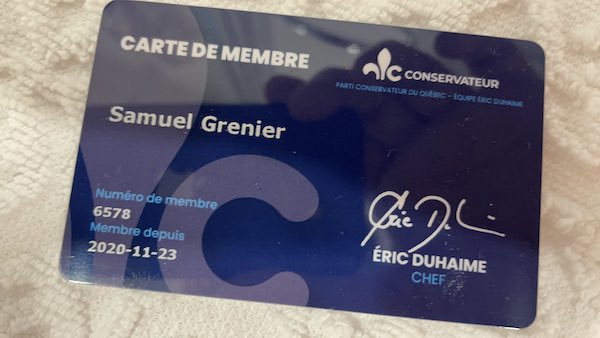 CARTE DE MEMBRE
CONSERVATEUR
PARTI CONSERVATEUR DU QUÉBEC - ÉQUIPE ÉRIC DUHAIME
Samuel Grenier
Numéro de membre
6578
Membre depuis
2020-11-23
Éric D.
ÉRIC DUHAIME
CHEF